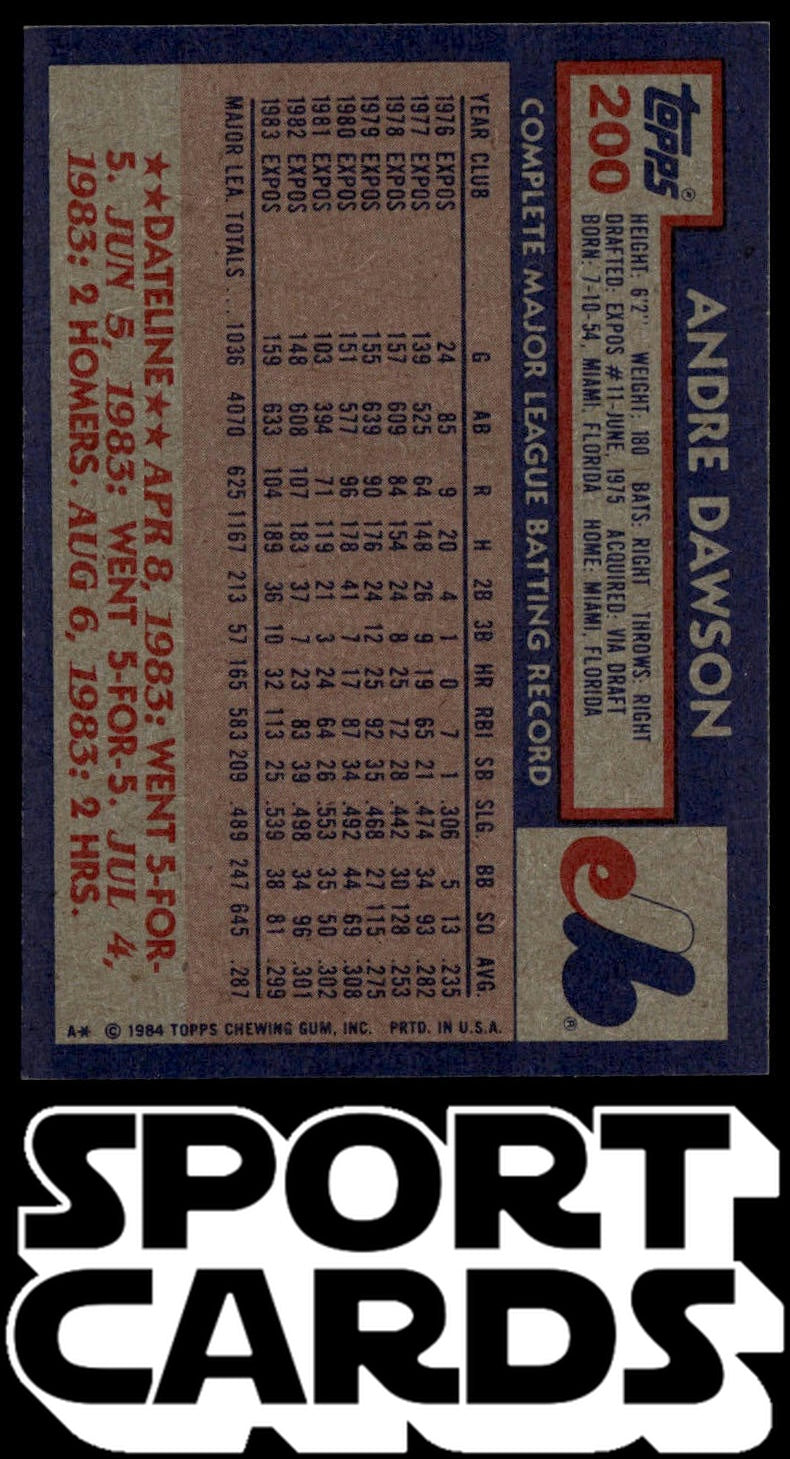 topps®
200
ANDRE DAWSON
HEIGHT: 6'2" WEIGHT: 180 BATS: RIGHT THROWS: RIGHT
DRAFTED: EXPOS #11-JUNE, 1975 ACQUIRED: VIA DRAFT
BORN: 7-10-54, MIAMI, FLORIDA HOME: MIAMI, FLORIDA
COMPLETE MAJOR LEAGUE BATTING RECORD
YEAR CLUB G AB R H 2B 3B HR RBI SB SLG. BB SO AVG.
1976 EXPOS 24 85 9 20 4 1 0 7 1 .306 5 13 .235
1977 EXPOS 139 525 64 148 26 9 19 65 21 .474 34 93 .282
1978 EXPOS 157 609 84 154 24 8 25 72 28 .442 30 128 .253
1979 EXPOS 155 639 90 176 24 12 25 92 35 .468 27 115 .275
1980 EXPOS 151 577 96 178 41 7 17 87 34 .492 44 69 .308
1981 EXPOS 103 394 71 119 21 3 24 64 26 .553 35 50 .302
1982 EXPOS 148 608 107 183 37 7 23 83 39 .498 34 96 .301
1983 EXPOS 159 633 104 189 36 10 32 113 25 .539 38 81 .299
MAJOR LEA. TOTALS ... 1036 4070 625 1167 213 57 165 583 209 .489 247 645 .287
★★DATELINE★★ APR 8, 1983: WENT 5-FOR-
5. JUN 5, 1983: WENT 5-FOR-5. JUL 4,
1983: 2 HOMERS. AUG 6, 1983: 2 HRS.
A* © 1984 TOPPS CHEWING GUM, INC. PRTD. IN U.S.A.
®
SPORT
CARDS